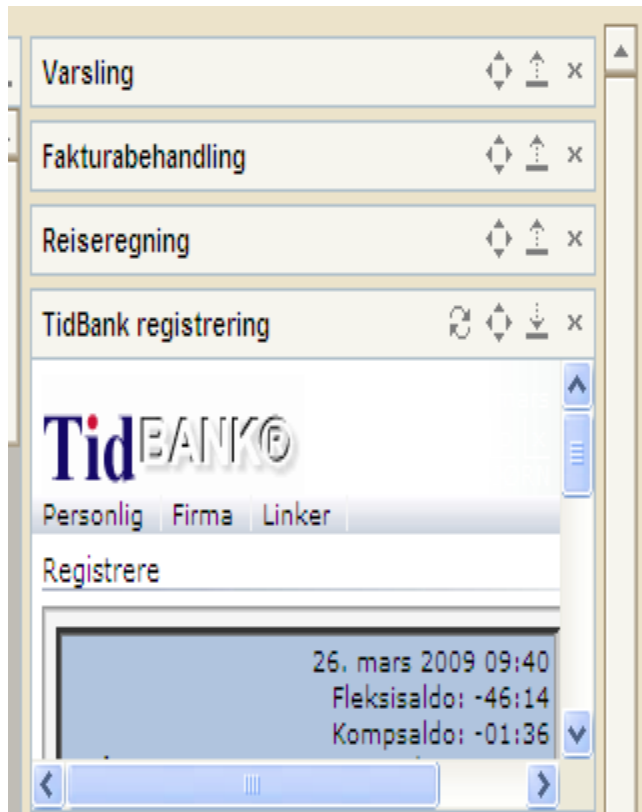 Varsling
Fakturabehandling
Reiseregning
TidBank registrering
TidBANK®
Personlig Firma Linker
Registrere
26. mars 2009 09:40
Fleksisaldo: -46:14
Kompsaldo: -01:36